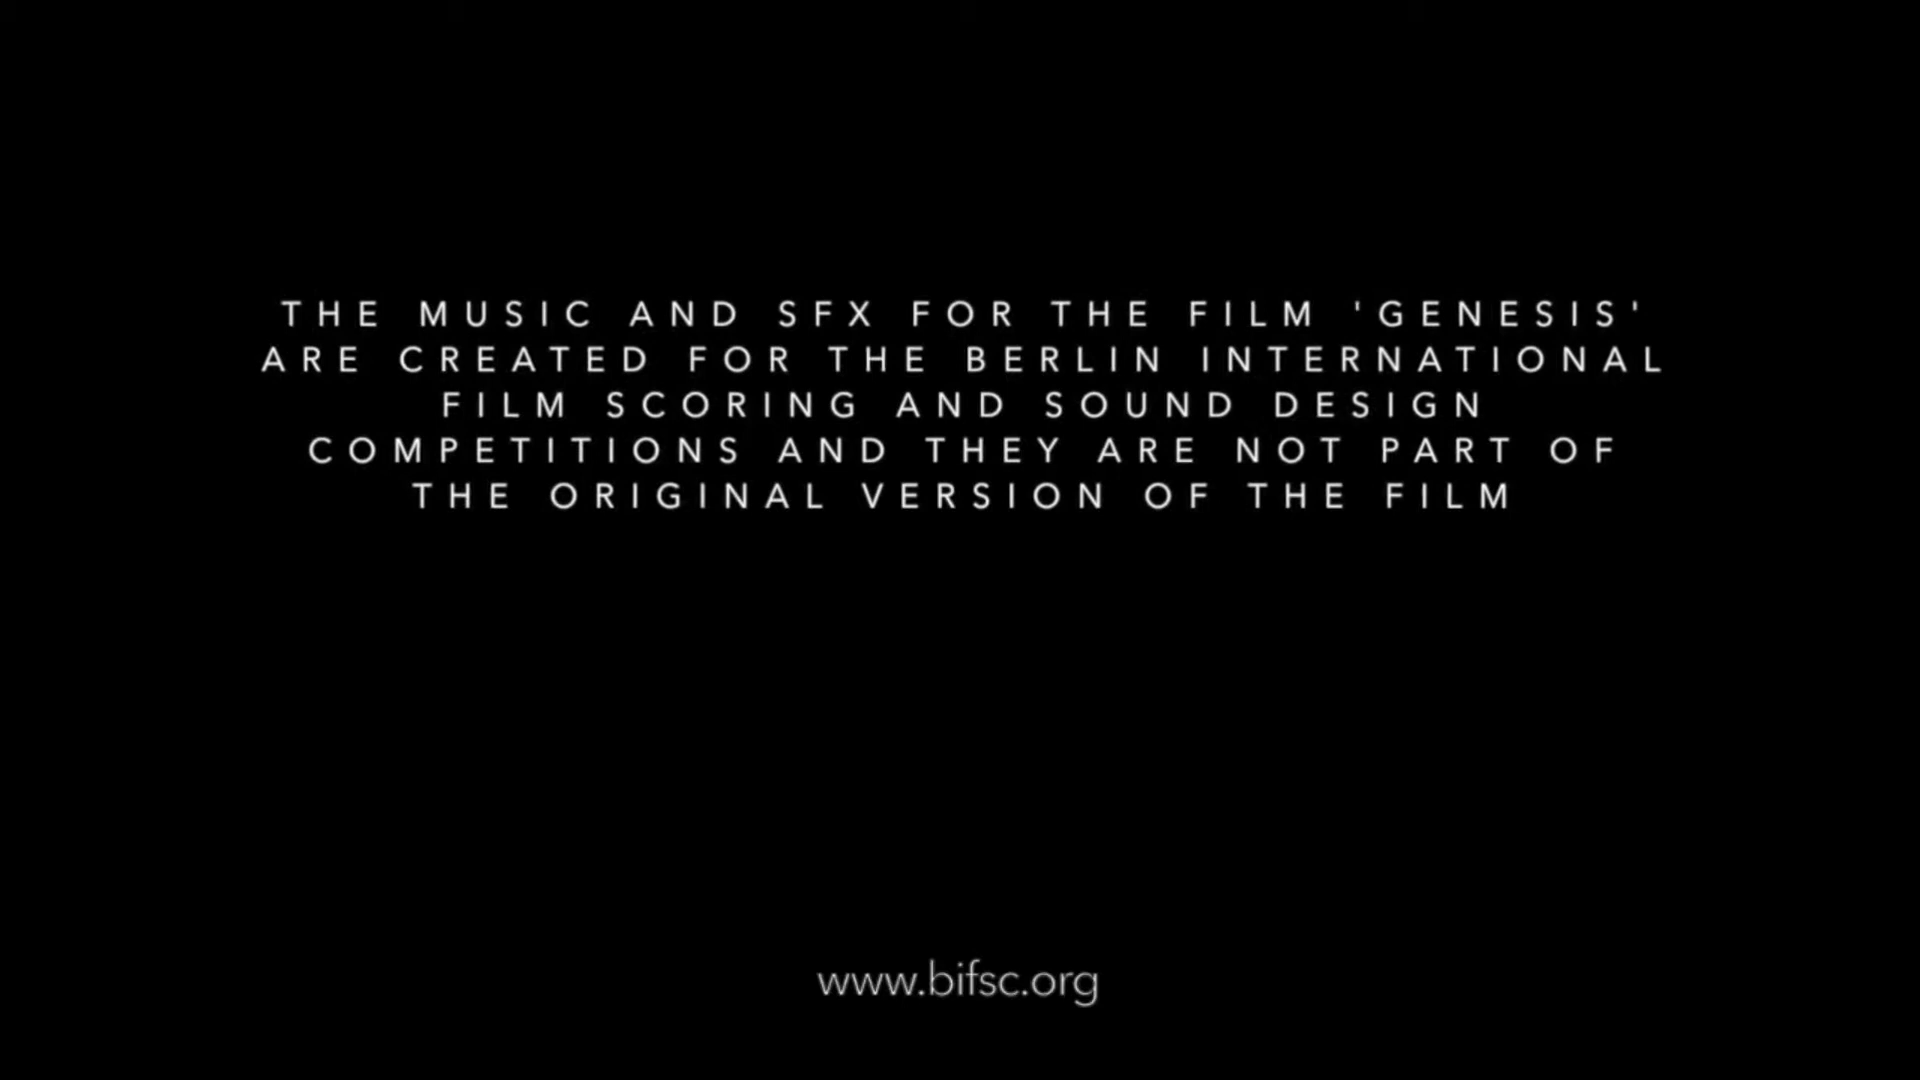 THE MUSIC AND SFX FOR THE FILM 'GENESIS'
ARE CREATED FOR THE BERLIN INTERNATIONAL
FILM SCORING AND SOUND DESIGN
COMPETITIONS AND THEY ARE NOT PART OF
THE ORIGINAL VERSION OF THE FILM
www.bifsc.org